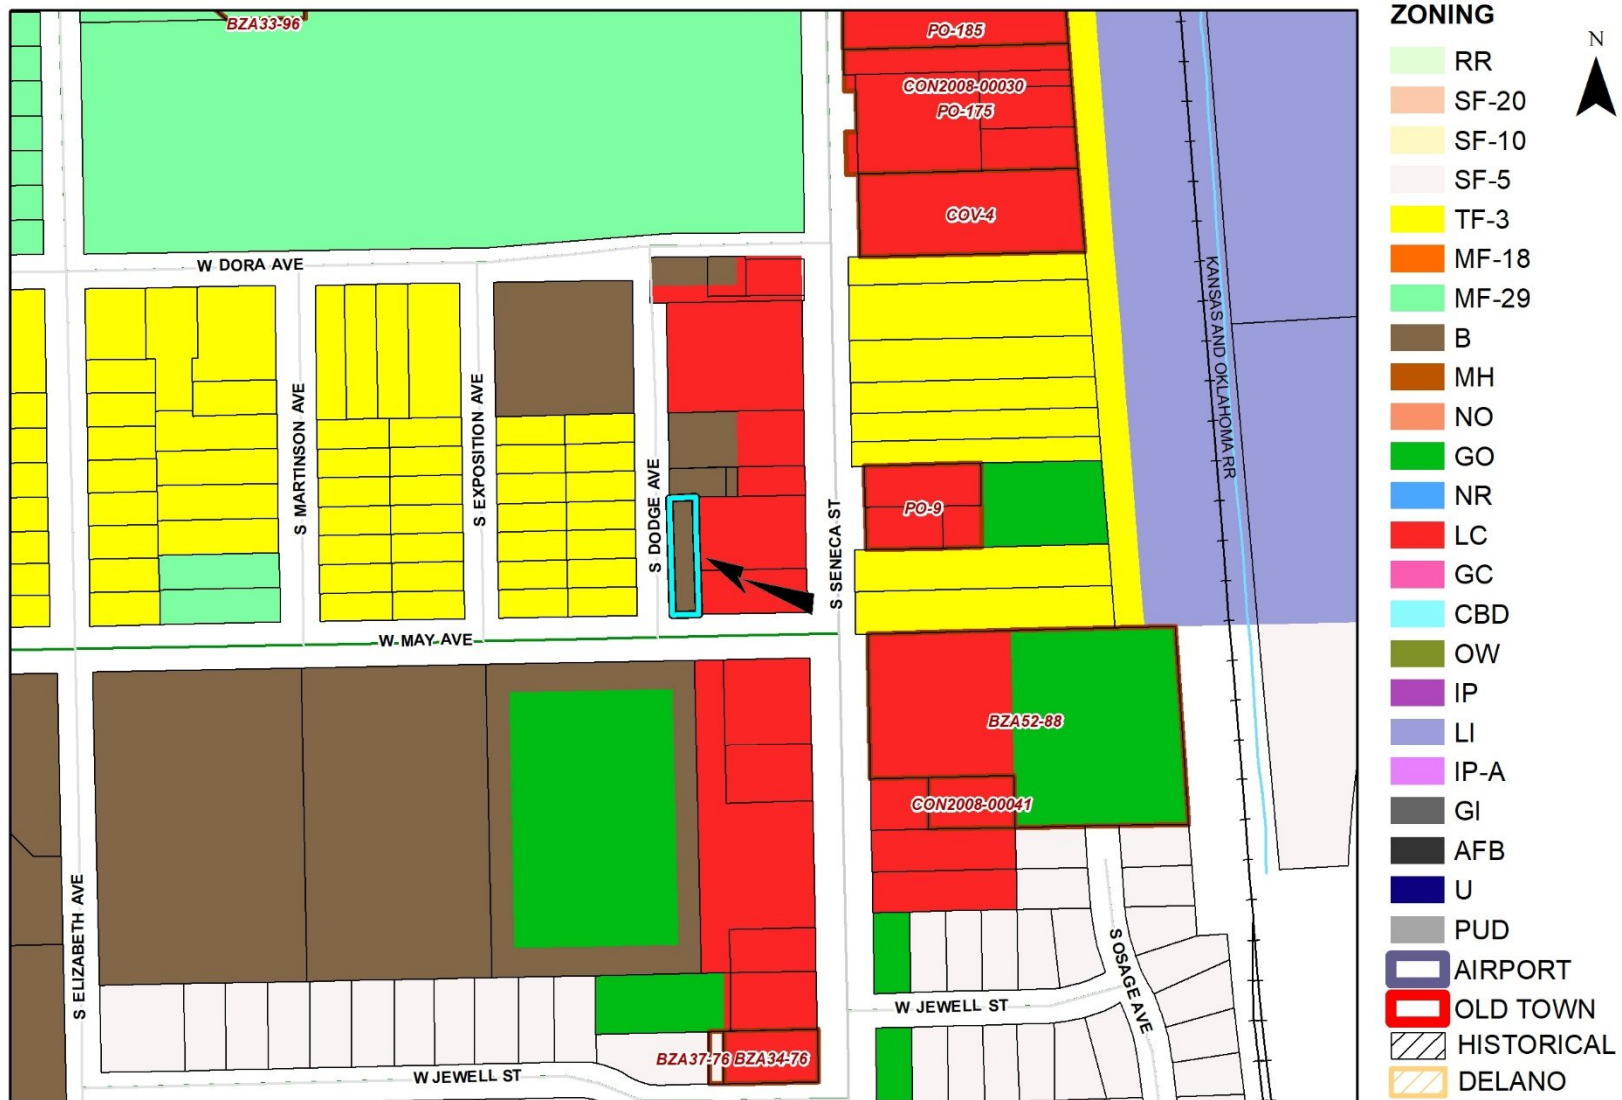 BZA33-96
PO-185
CON2008-00030
PO-175
COV-4
W DORA AVE
S MARTINSON AVE
S EXPOSITION AVE
S DODGE AVE
S SENECA ST
KANSAS AND OKLAHOMA RR
PO-9
W MAY AVE
BZA52-88
CON2008-00041
S ELIZABETH AVE
S OSAGE AVE
W JEWELL ST
BZA37-76 BZA34-76
W JEWELL ST
ZONING
N
RR
SF-20
SF-10
SF-5
TF-3
MF-18
MF-29
B
MH
NO
GO
NR
LC
GC
CBD
OW
IP
LI
IP-A
GI
AFB
U
PUD
AIRPORT
OLD TOWN
HISTORICAL
DELANO